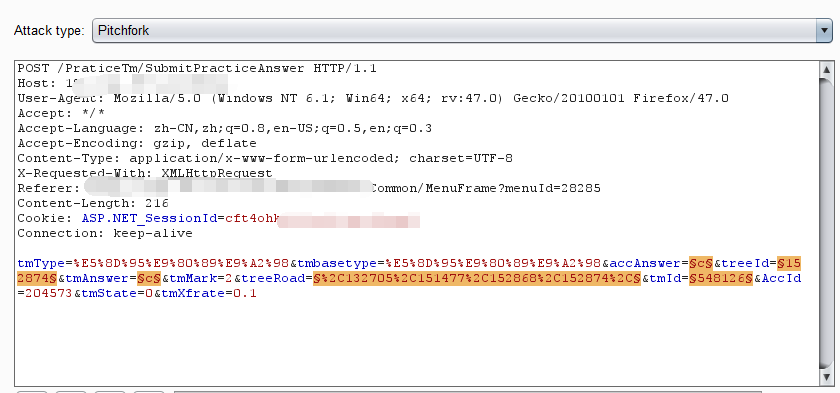 Attack type: Pitchfork
POST /PraticeTm/SubmitPracticeAnswer HTTP/1.1
Host:
User-Agent: Mozilla/5.0 (Windows NT 6.1; Win64; x64; rv:47.0) Gecko/20100101 Firefox/47.0
Accept: */*
Accept-Language: zh-CN,zh;q=0.8,en-US;q=0.5,en;q=0.3
Accept-Encoding: gzip, deflate
Content-Type: application/x-www-form-urlencoded; charset=UTF-8
X-Requested-With: XMLHttpRequest
Referer: Common/MenuFrame?menuId=28285
Content-Length: 216
Cookie: ASP.NET_SessionId=cft4ohk
Connection: keep-alive
tmType=%E5%8D%95%E9%80%89%E9%A2%98&tmbasetype=%E5%8D%95%E9%80%89%E9%A2%98&accAnswer=§c§&treeId=§15
2874§&tmAnswer=§c§&tmMark=2&treeRoad=§%2C132705%2C151477%2C152868%2C152874%2C§&tmId=§548126§&AccId
=204573&tmState=0&tmXfrate=0.1